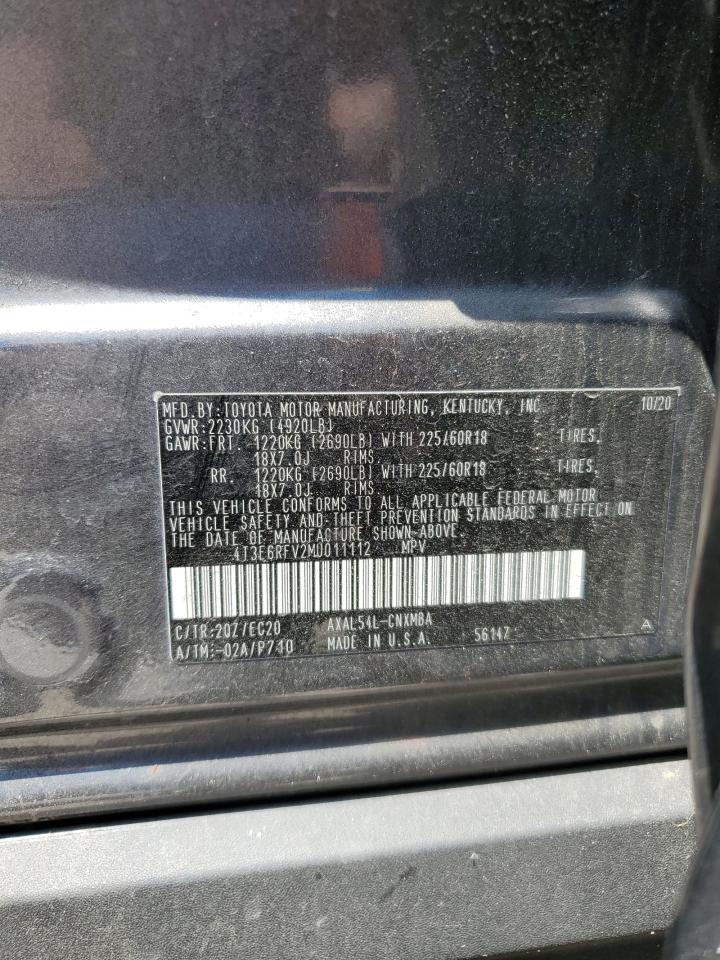 MFD.BY:TOYOTA MOTOR MANUFACTURING, KENTUCKY, INC. 10/20
GVWR:2230KG (4920LB)
GAWR:FRT. 1220KG (2690LB) WITH 225/60R18 TIRES,
18X7.0J RIMS
RR. 1220KG (2690LB) WITH 225/60R18 TIRES,
18X7.0J. RIMS
THIS VEHICLE CONFORMS TO ALL APPLICABLE FEDERAL MOTOR
VEHICLE SAFETY AND THEFT PREVENTION STANDARDS IN EFFECT ON
THE DATE OF MANUFACTURE SHOWN ABOVE.
4T3E6RFV2MU011112 MPV
C/TR:20Z/EC20 AXAL54L-CNXMBA A
A/TM:-02A/P710 MADE IN U.S.A. 56147